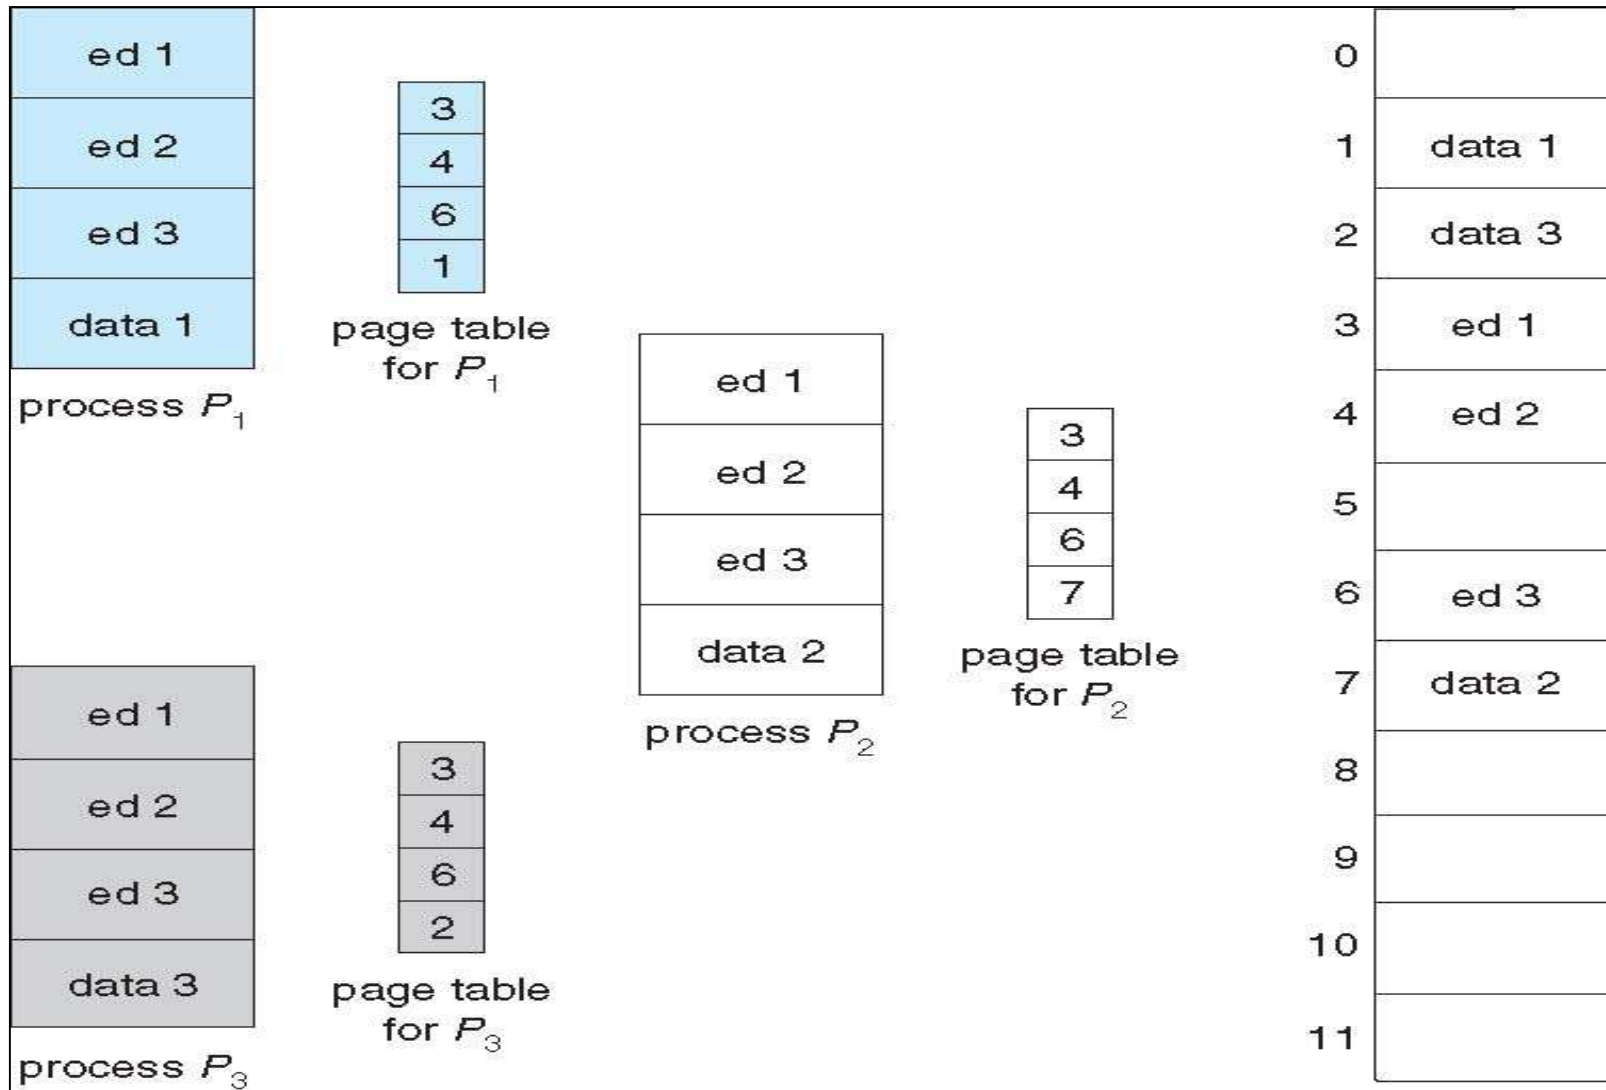 ed 1
ed 2
ed 3
data 1
process P₁
3
4
6
1
page table
for P₁
ed 1
ed 2
ed 3
data 2
process P₂
3
4
6
7
page table
for P₂
ed 1
ed 2
ed 3
data 3
process P₃
3
4
6
2
page table
for P₃
0
1 data 1
2 data 3
3 ed 1
4 ed 2
5
6 ed 3
7 data 2
8
9
10
11